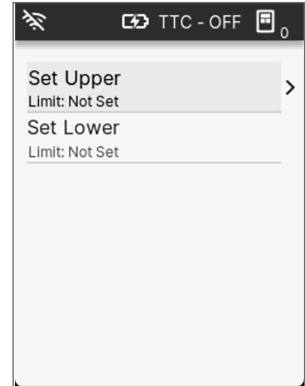 TTC - OFF 0
Set Upper
Limit: Not Set
Set Lower
Limit: Not Set